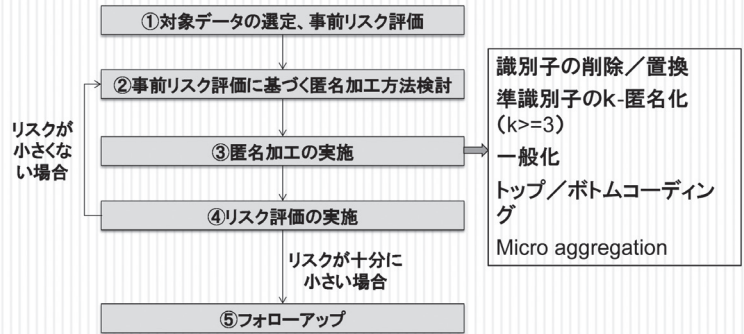 ①対象データの選定、事前リスク評価
②事前リスク評価に基づく匿名加工方法検討
③匿名加工の実施
④リスク評価の実施
リスクが
小さくな
い場合
リスクが十分に
小さい場合
⑤フォローアップ
識別子の削除／置換
準識別子のk-匿名化
（k>=3）
一般化
トップ／ボトムコーディン
グ
Micro aggregation